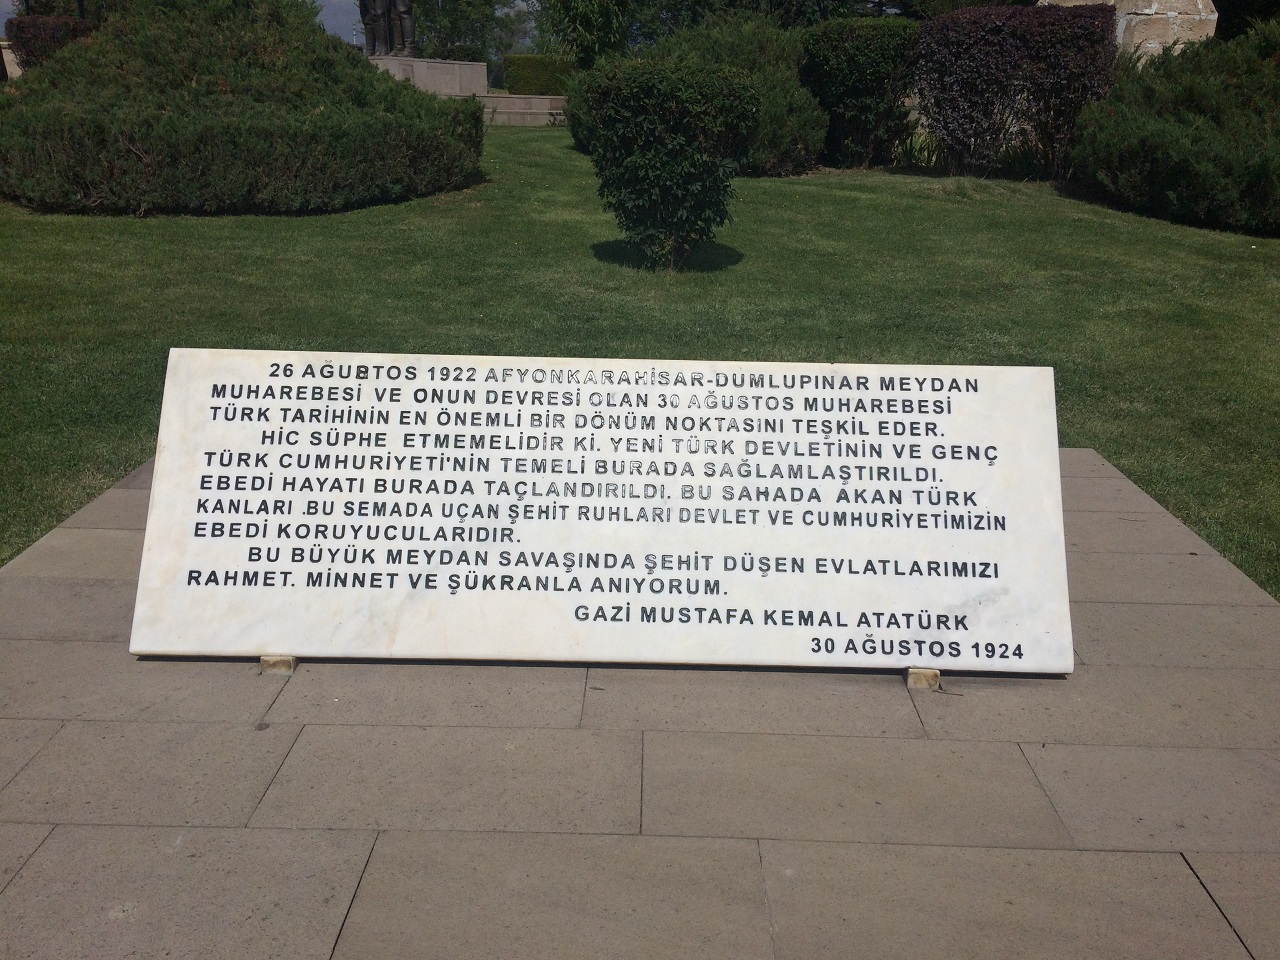 26 AĞUSTOS 1922 AFYONKARAHİSAR-DUMLUPINAR MEYDAN
MUHAREBESİ VE ONUN DEVRESİ OLAN 30 AĞUSTOS MUHAREBESİ
TÜRK TARİHİNİN EN ÖNEMLİ BİR DÖNÜM NOKTASINI TEŞKİL EDER.
HİC SÜPHE ETMEMELİDİR Kİ. YENİ TÜRK DEVLETİNİN VE GENÇ
TÜRK CUMHURİYETİ'NİN TEMELİ BURADA SAĞLAMLAŞTIRILDI.
EBEDİ HAYATI BURADA TAÇLANDIRILDI. BU SAHADA AKAN TÜRK
KANLARI .BU SEMADA UÇAN ŞEHİT RUHLARI DEVLET VE CUMHURİYETİMİZİN
EBEDİ KORUYUCULARIDIR.
BU BÜYÜK MEYDAN SAVAŞINDA ŞEHİT DÜŞEN EVLATLARIMIZI
RAHMET. MİNNET VE ŞÜKRANLA ANIYORUM.
GAZİ MUSTAFA KEMAL ATATÜRK
30 AĞUSTOS 1924